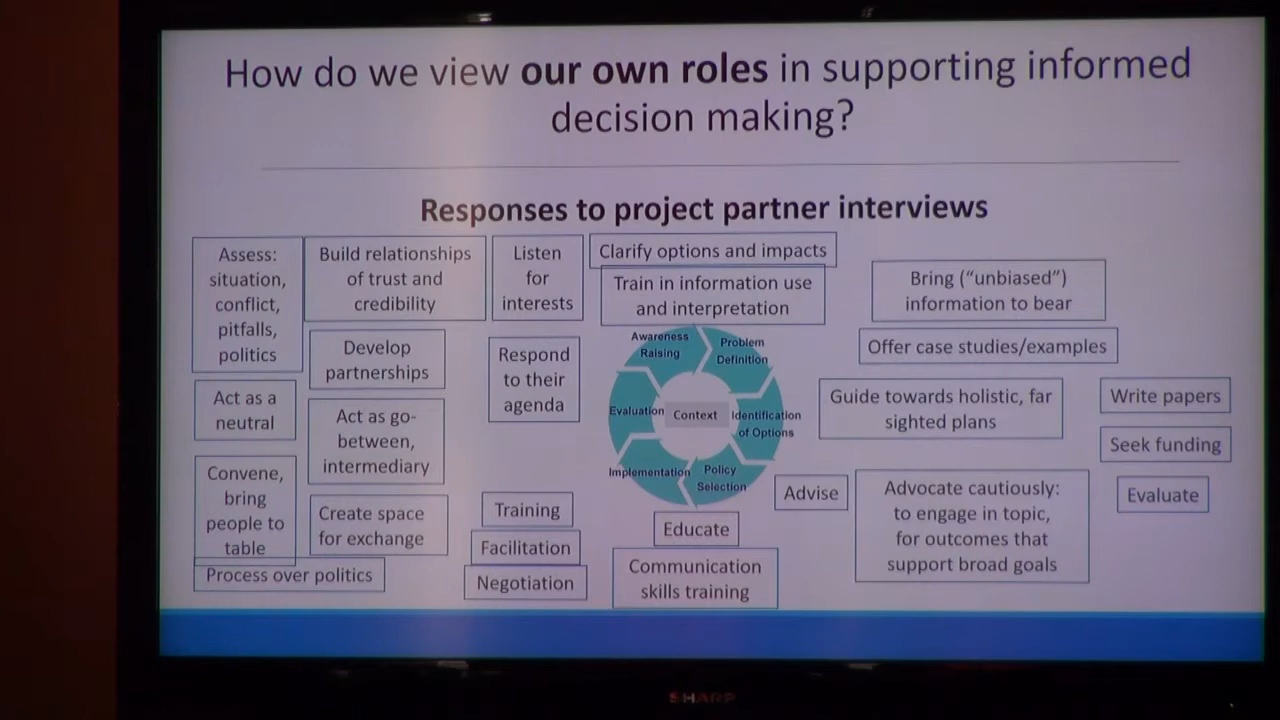 How do we view our own roles in supporting informed
decision making?
Responses to project partner interviews
Assess:
situation,
conflict,
pitfalls,
politics
Act as a
neutral
Convene,
bring
people to
table
Process over politics
Build relationships
of trust and
credibility
Develop
partnerships
Act as go-
between,
intermediary
Create space
for exchange
Listen
for
interests
Respond
to their
agenda
Training
Facilitation
Negotiation
Clarify options and impacts
Train in information use
and interpretation
Awareness
Raising
Problem
Definition
Evaluation
Context
Identification
of Options
Implementation
Policy
Selection
Educate
Communication
skills training
Advise
Bring (“unbiased”)
information to bear
Offer case studies/examples
Guide towards holistic, far
sighted plans
Advocate cautiously:
to engage in topic,
for outcomes that
support broad goals
Write papers
Seek funding
Evaluate
SHARP